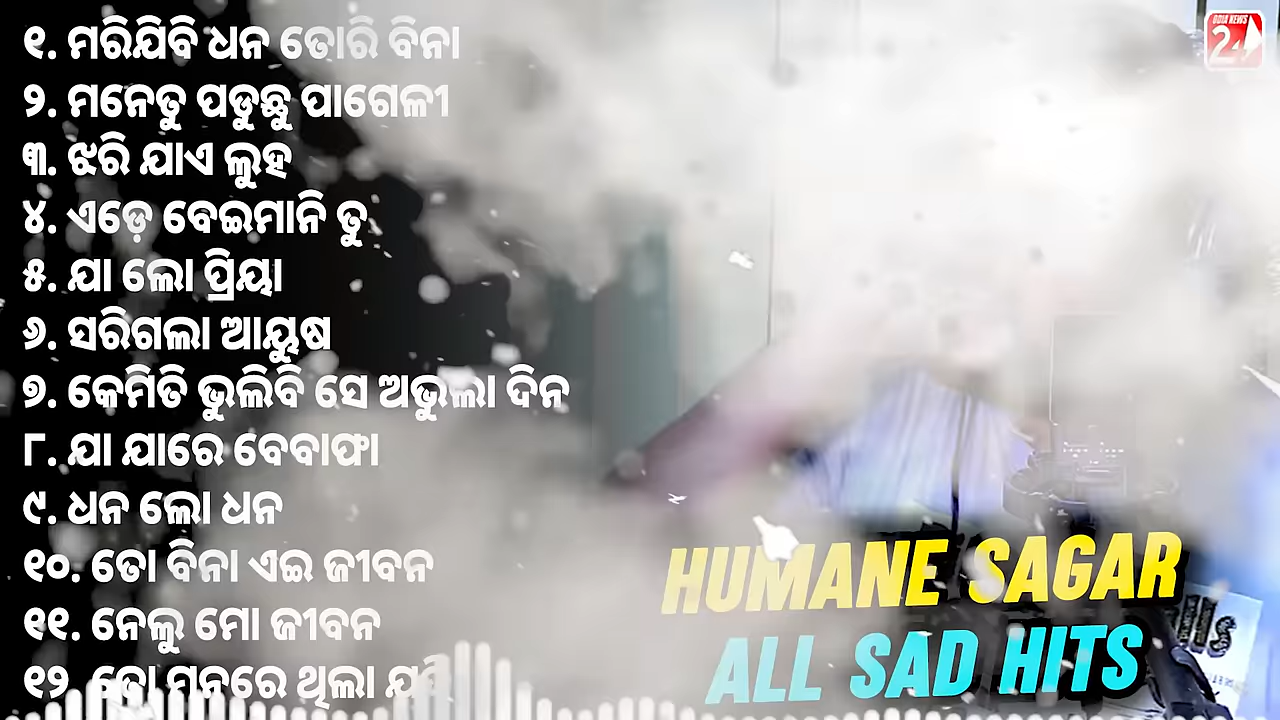 ୧. ମରିଯିବି ଧନ ତୋରି ବିନା
୨. ମନେତୁ ପଡୁଛୁ ପାଗେଳୀ
୩. ଝରି ଯାଏ ଲୁହ
୪. ଏଡ଼େ ବେଇମାନି ତୁ
୫. ଯା ଲୋ ପ୍ରିୟା
୬. ସରିଗଲା ଆୟୁଷ
୭. କେମିତି ଭୁଲିବି ସେ ଅଭୁଲା ଦିନ
୮. ଯା ଯାରେ ବେବାଫା
୯. ଧନ ଲୋ ଧନ
୧୦. ତୋ ବିନା ଏଇ ଜୀବନ
୧୧. ନେଲୁ ମୋ ଜୀବନ
୧୨. ତୋ ମନରେ ଥିଲା
ODIA NEWS
24
HUMANE SAGAR
ALL SAD HITS